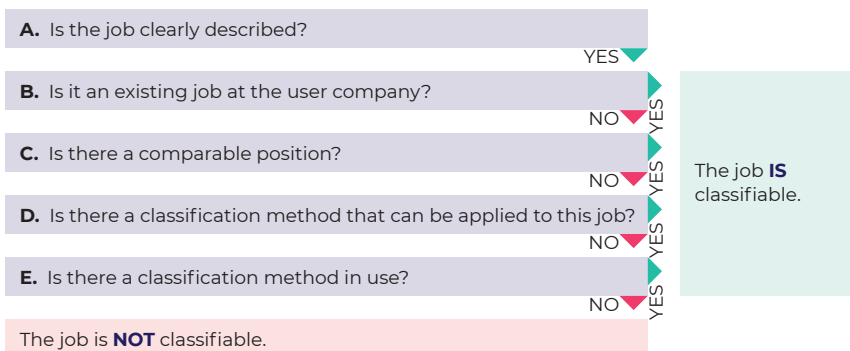 A. Is the job clearly described?
YES
B. Is it an existing job at the user company?
NO
YES
C. Is there a comparable position?
NO
YES
D. Is there a classification method that can be applied to this job?
NO
YES
E. Is there a classification method in use?
NO
YES
The job IS
classifiable.
The job is NOT classifiable.